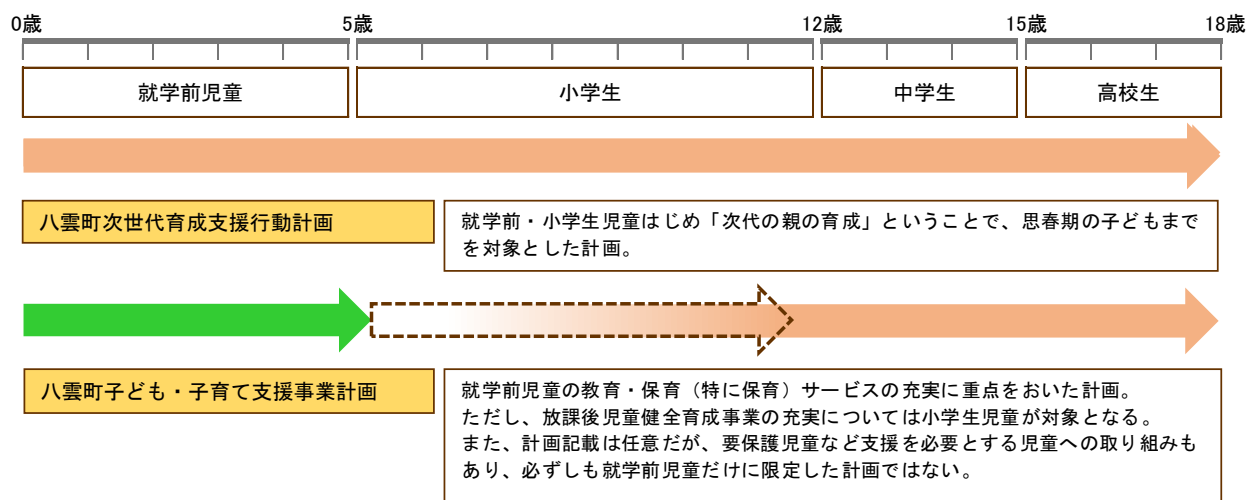 0歳 5歳 12歳 15歳 18歳
就学前児童 小学生 中学生 高校生
八雲町次世代育成支援行動計画
就学前・小学生児童はじめ「次代の親の育成」ということで、思春期の子どもまで
を対象とした計画。
八雲町子ども・子育て支援事業計画
就学前児童の教育・保育（特に保育）サービスの充実に重点をおいた計画。
ただし、放課後児童健全育成事業の充実については小学生児童が対象となる。
また、計画記載は任意だが、要保護児童など支援を必要とする児童への取り組みも
あり、必ずしも就学前児童だけに限定した計画ではない。